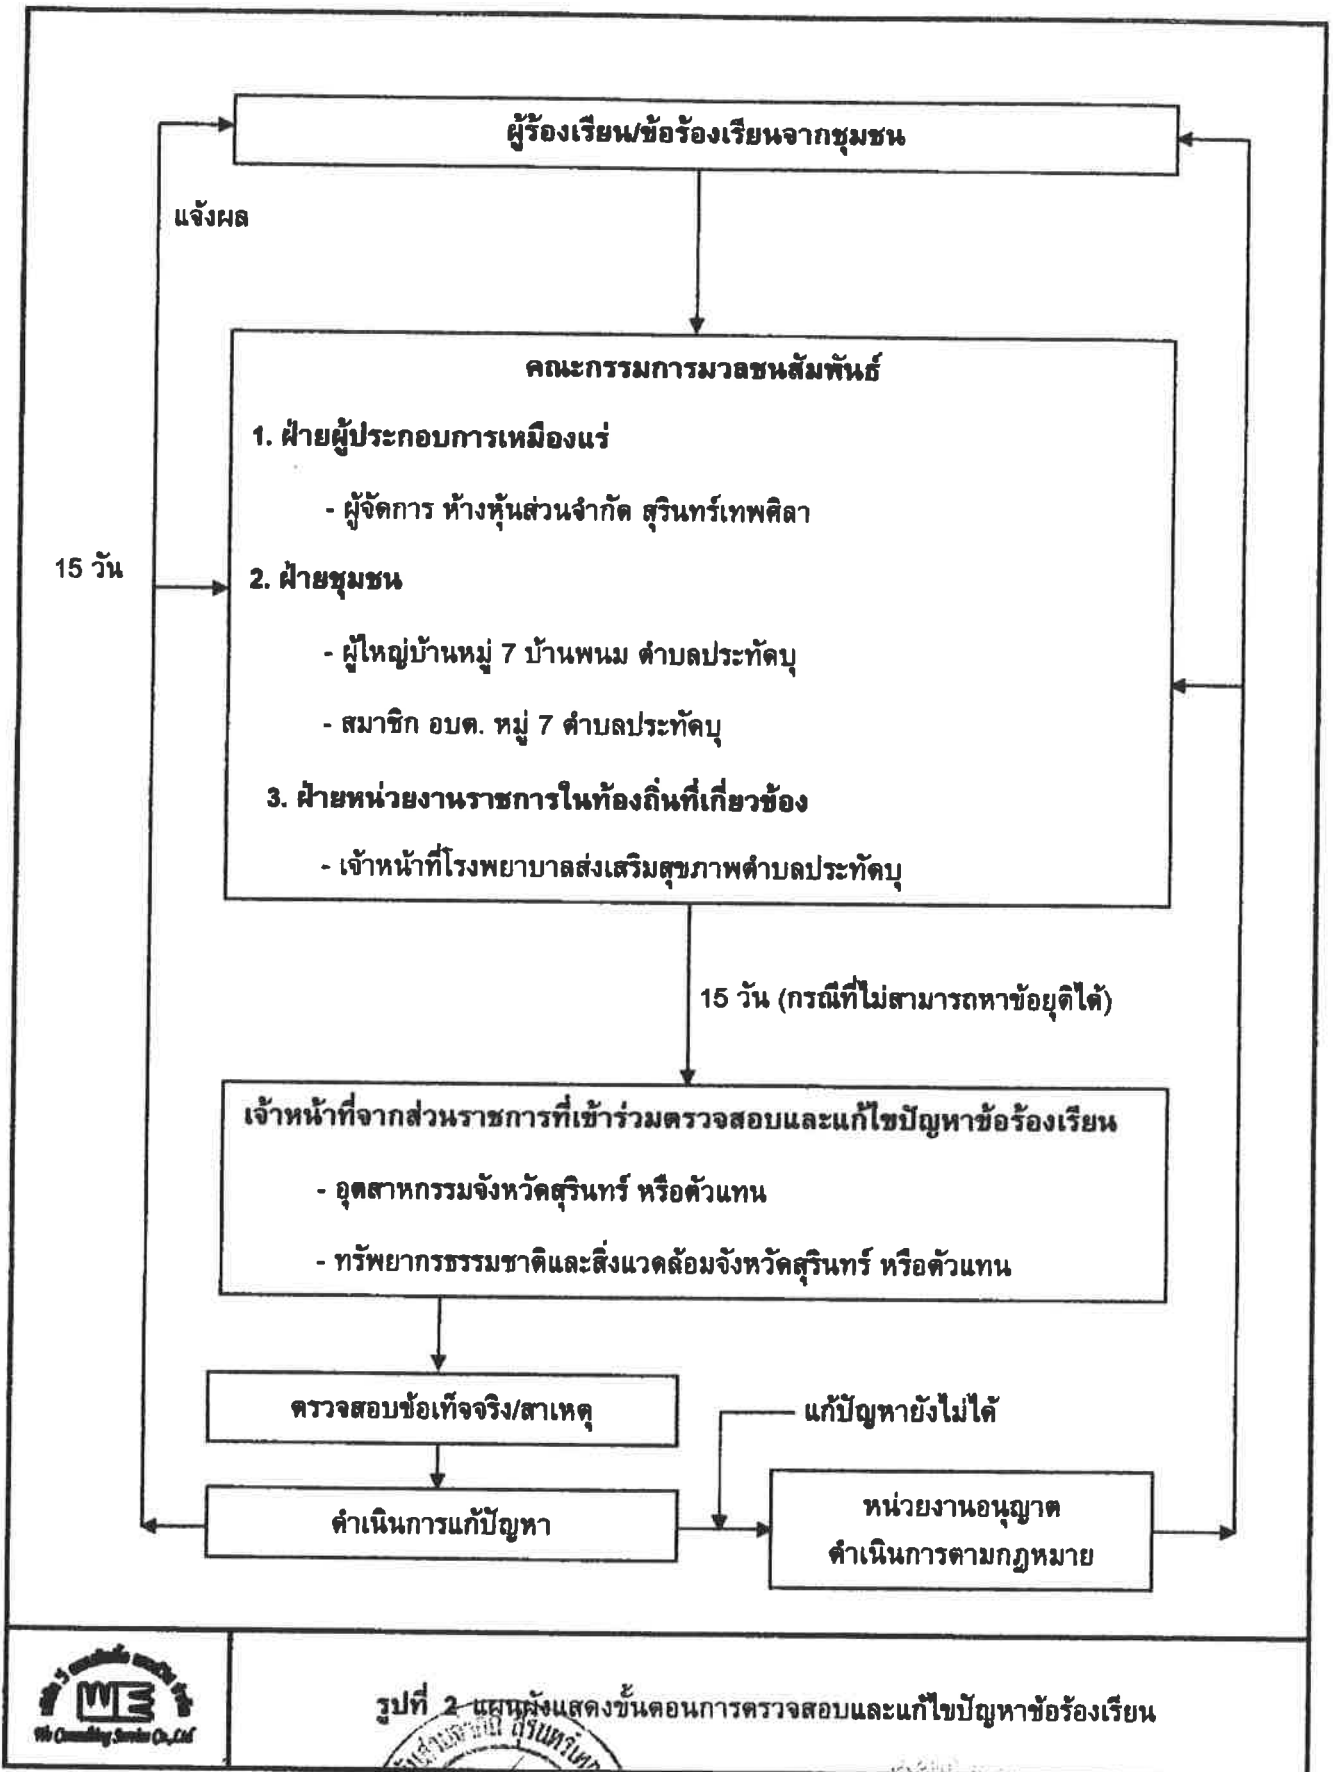 ผู้ร้องเรียน/ข้อร้องเรียนจากชุมชน
แจ้งผล
คณะกรรมการมวลชนสัมพันธ์
1. ฝ่ายผู้ประกอบการเหมืองแร่
- ผู้จัดการ ห้างหุ้นส่วนจำกัด สุรินทร์เทพศิลา
15 วัน
2. ฝ่ายชุมชน
- ผู้ใหญ่บ้านหมู่ 7 บ้านพนม ตำบลประทัดบุ
- สมาชิก อบต. หมู่ 7 ตำบลประทัดบุ
3. ฝ่ายหน่วยงานราชการในท้องถิ่นที่เกี่ยวข้อง
- เจ้าหน้าที่โรงพยาบาลส่งเสริมสุขภาพตำบลประทัดบุ
15 วัน (กรณีที่ไม่สามารถหาข้อยุติได้)
เจ้าหน้าที่จากส่วนราชการที่เข้าร่วมตรวจสอบและแก้ไขปัญหาข้อร้องเรียน
- อุตสาหกรรมจังหวัดสุรินทร์ หรือตัวแทน
- ทรัพยากรธรรมชาติและสิ่งแวดล้อมจังหวัดสุรินทร์ หรือตัวแทน
ตรวจสอบข้อเท็จจริง/สาเหตุ
แก้ปัญหายังไม่ได้
ดำเนินการแก้ปัญหา
หน่วยงานอนุญาต
ดำเนินการตามกฎหมาย
WE
We Consulting Service Co.,Ltd
รูปที่ 2 แผนผังแสดงขั้นตอนการตรวจสอบและแก้ไขปัญหาข้อร้องเรียน